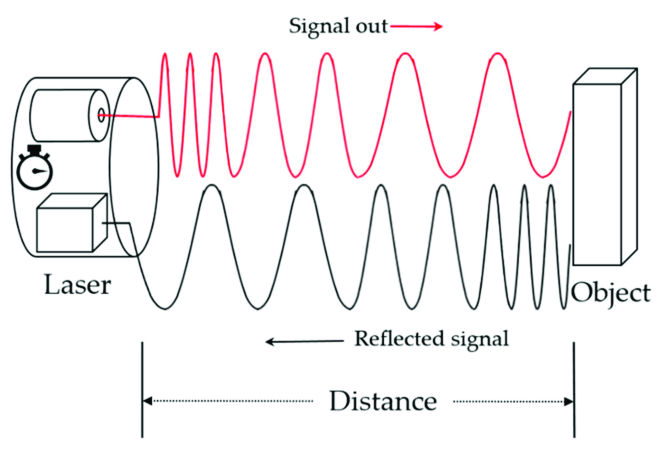 Signal out
Laser
Object
Reflected signal
Distance